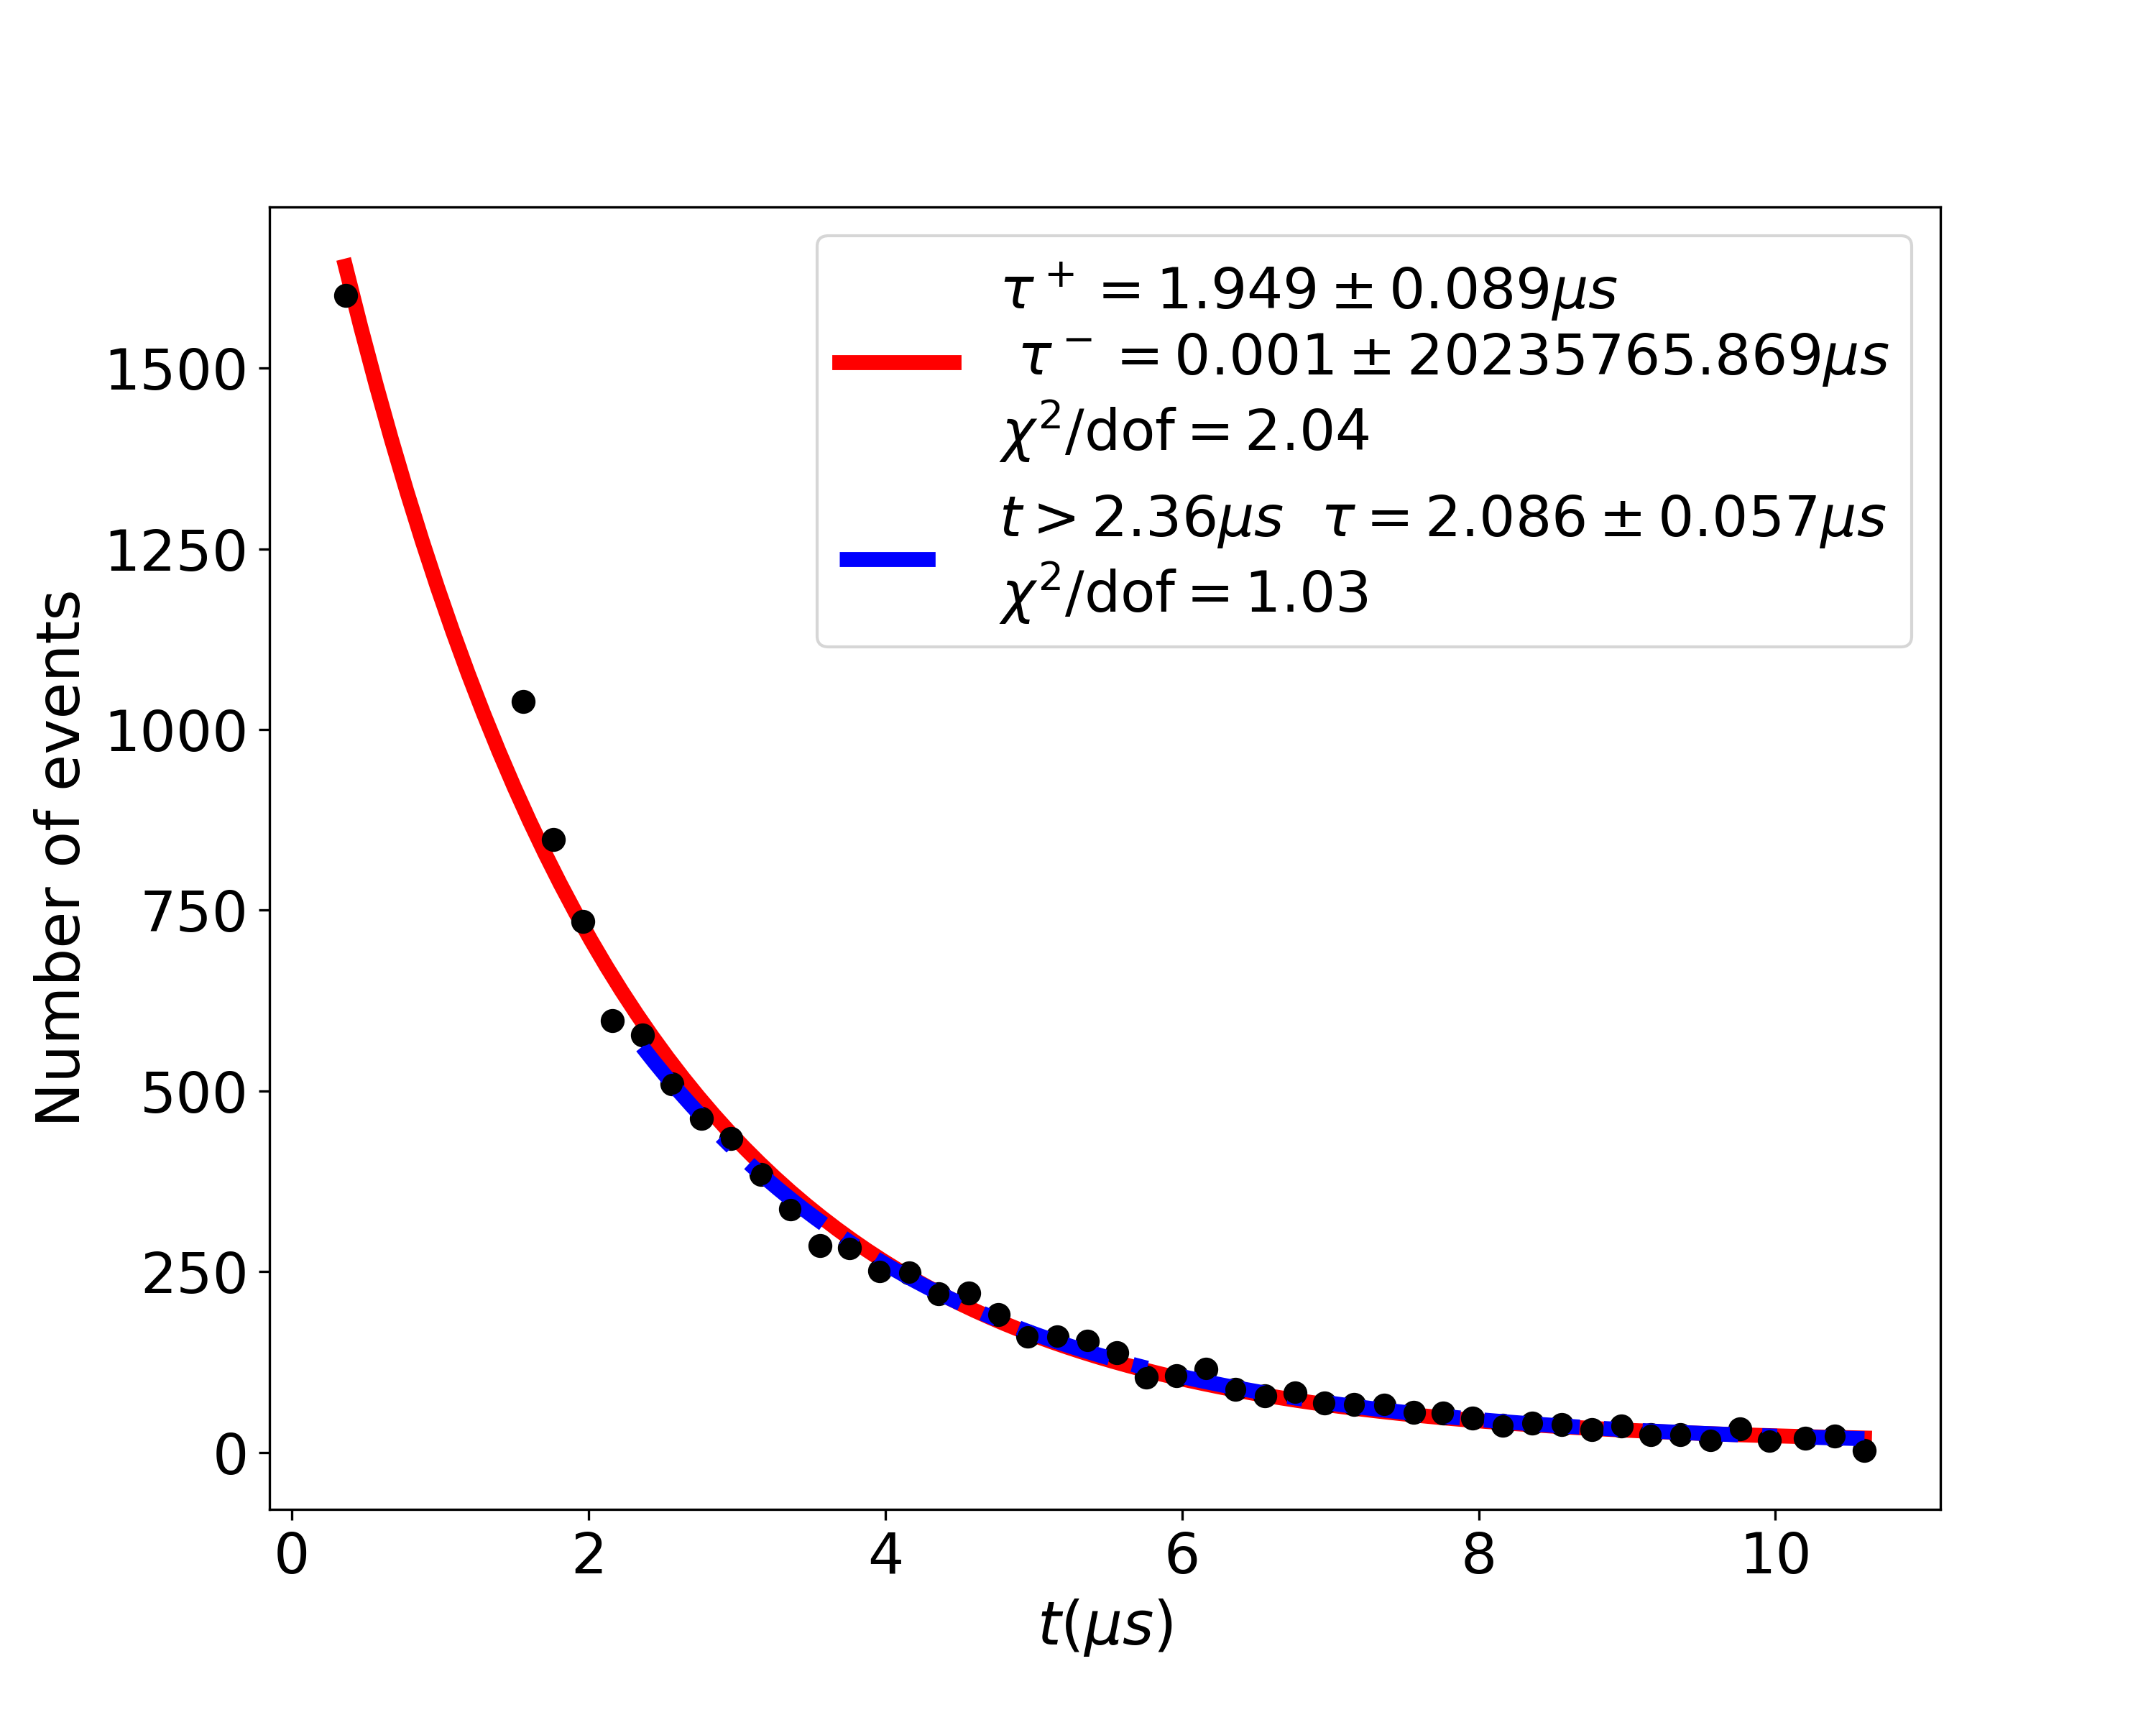 τ⁺ = 1.949 ± 0.089μs
τ⁻ = 0.001 ± 20235765.869μs
χ²/dof = 2.04
t > 2.36μs τ = 2.086 ± 0.057μs
χ²/dof = 1.03
1500
1250
1000
750
500
250
0
Number of events
0 2 4 6 8 10
t(μs)